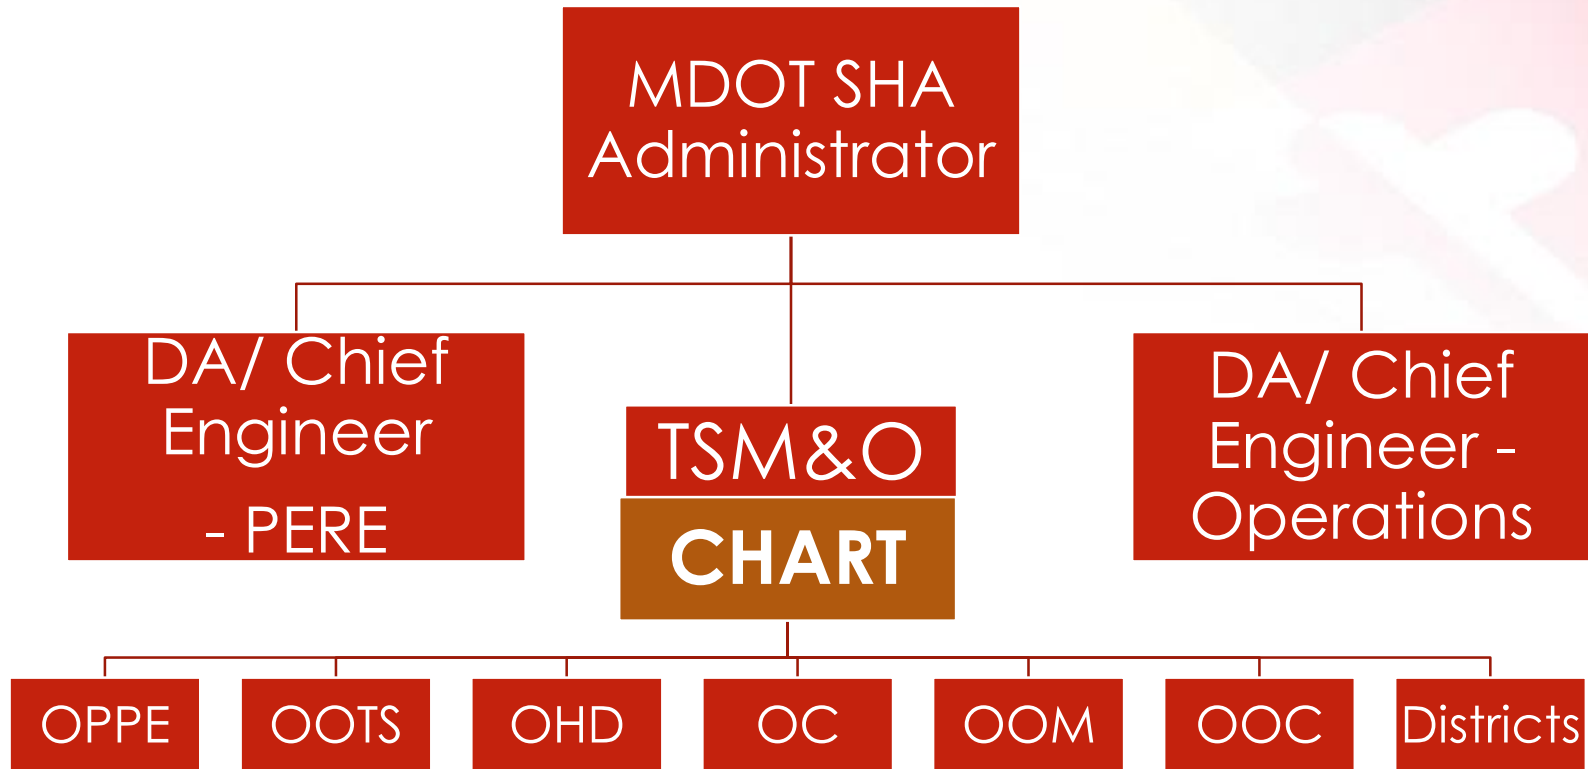 MDOT SHA
Administrator
DA/ Chief
Engineer
- PERE
TSM&O
CHART
DA/ Chief
Engineer -
Operations
OPPE
OOTS
OHD
OC
OOM
OOC
Districts